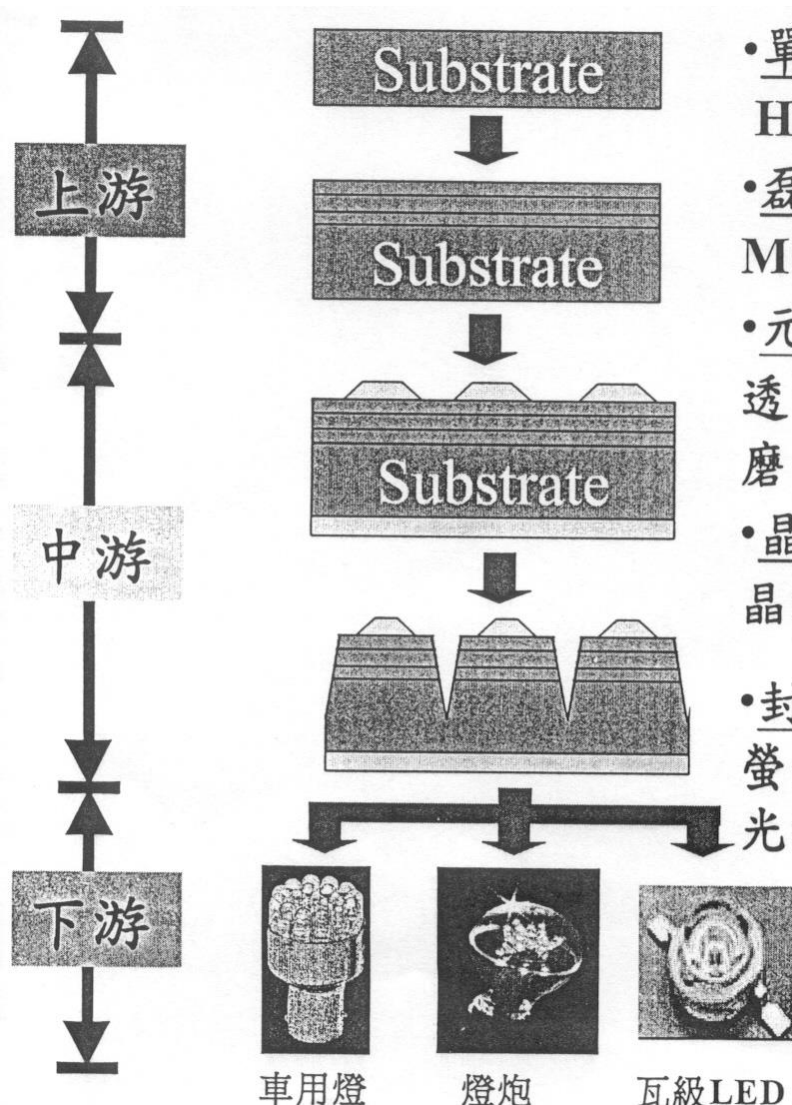 上游
中游
下游
Substrate
Substrate
Substrate
•單
H
•磊
M
•元
透
磨
•晶
晶
•封
螢
光
車用燈
燈炮
瓦級LED